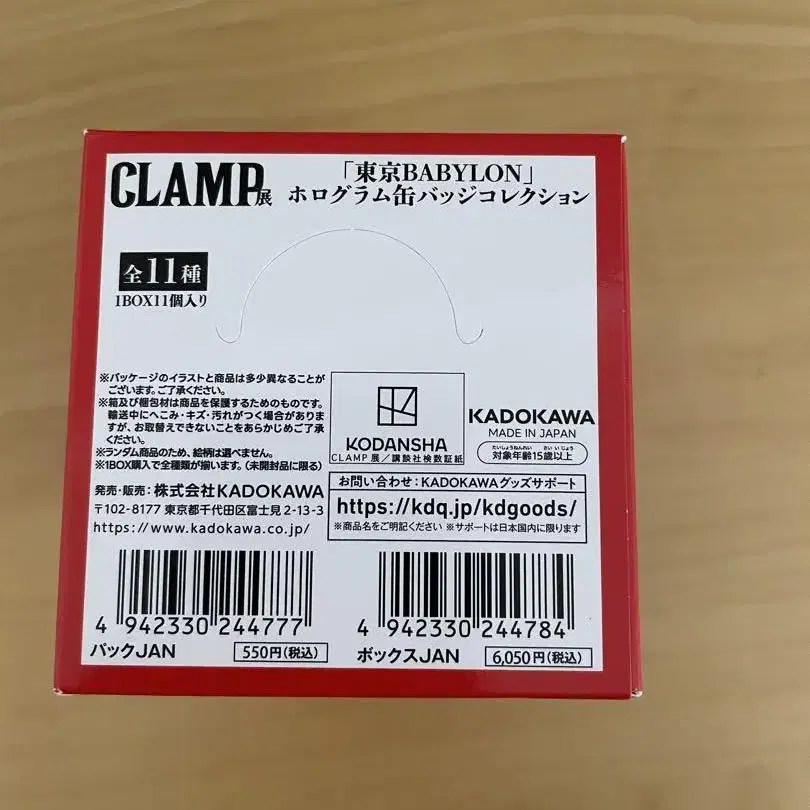 CLAMP展
「東京BABYLON」
ホログラム缶バッジコレクション
全11種
1BOX11個入り
※パッケージのイラストと商品は多少異なることが
ございます。ご了承ください。
※箱及び梱包材は商品を保護するためのものです。
輸送中にへこみ・キズ・汚れがつく場合がありま
すが、お取替えできないことをあらかじめご了承
ください。
※ランダム商品のため、絵柄は選べません。
※1BOX購入で全種類が揃います。(未開封品に限る)
KODANSHA
CLAMP展/講談社検数証紙
KADOKAWA
MADE IN JAPAN
たいしょうねんれい さい いじょう
対象年齢15歳以上
発売・販売:株式会社KADOKAWA
〒102-8177 東京都千代田区富士見2-13-3
https://www.kadokawa.co.jp/
お問い合わせ:KADOKAWAグッズサポート
https://kdq.jp/kdgoods/
※商品名をご明記ください ※サポートは日本国内に限ります
4 942330 244777
パックJAN 550円(税込)
4 942330 244784
ボックスJAN 6,050円(税込)